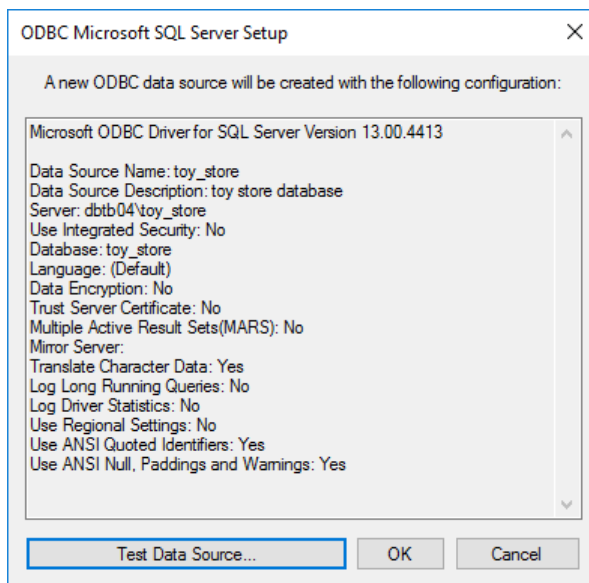 ODBC Microsoft SQL Server Setup
A new ODBC data source will be created with the following configuration:
Microsoft ODBC Driver for SQL Server Version 13.00.4413
Data Source Name: toy_store
Data Source Description: toy store database
Server: dbtb04\toy_store
Use Integrated Security: No
Database: toy_store
Language: (Default)
Data Encryption: No
Trust Server Certificate: No
Multiple Active Result Sets(MARS): No
Mirror Server:
Translate Character Data: Yes
Log Long Running Queries: No
Log Driver Statistics: No
Use Regional Settings: No
Use ANSI Quoted Identifiers: Yes
Use ANSI Null, Paddings and Warnings: Yes
Test Data Source... OK Cancel